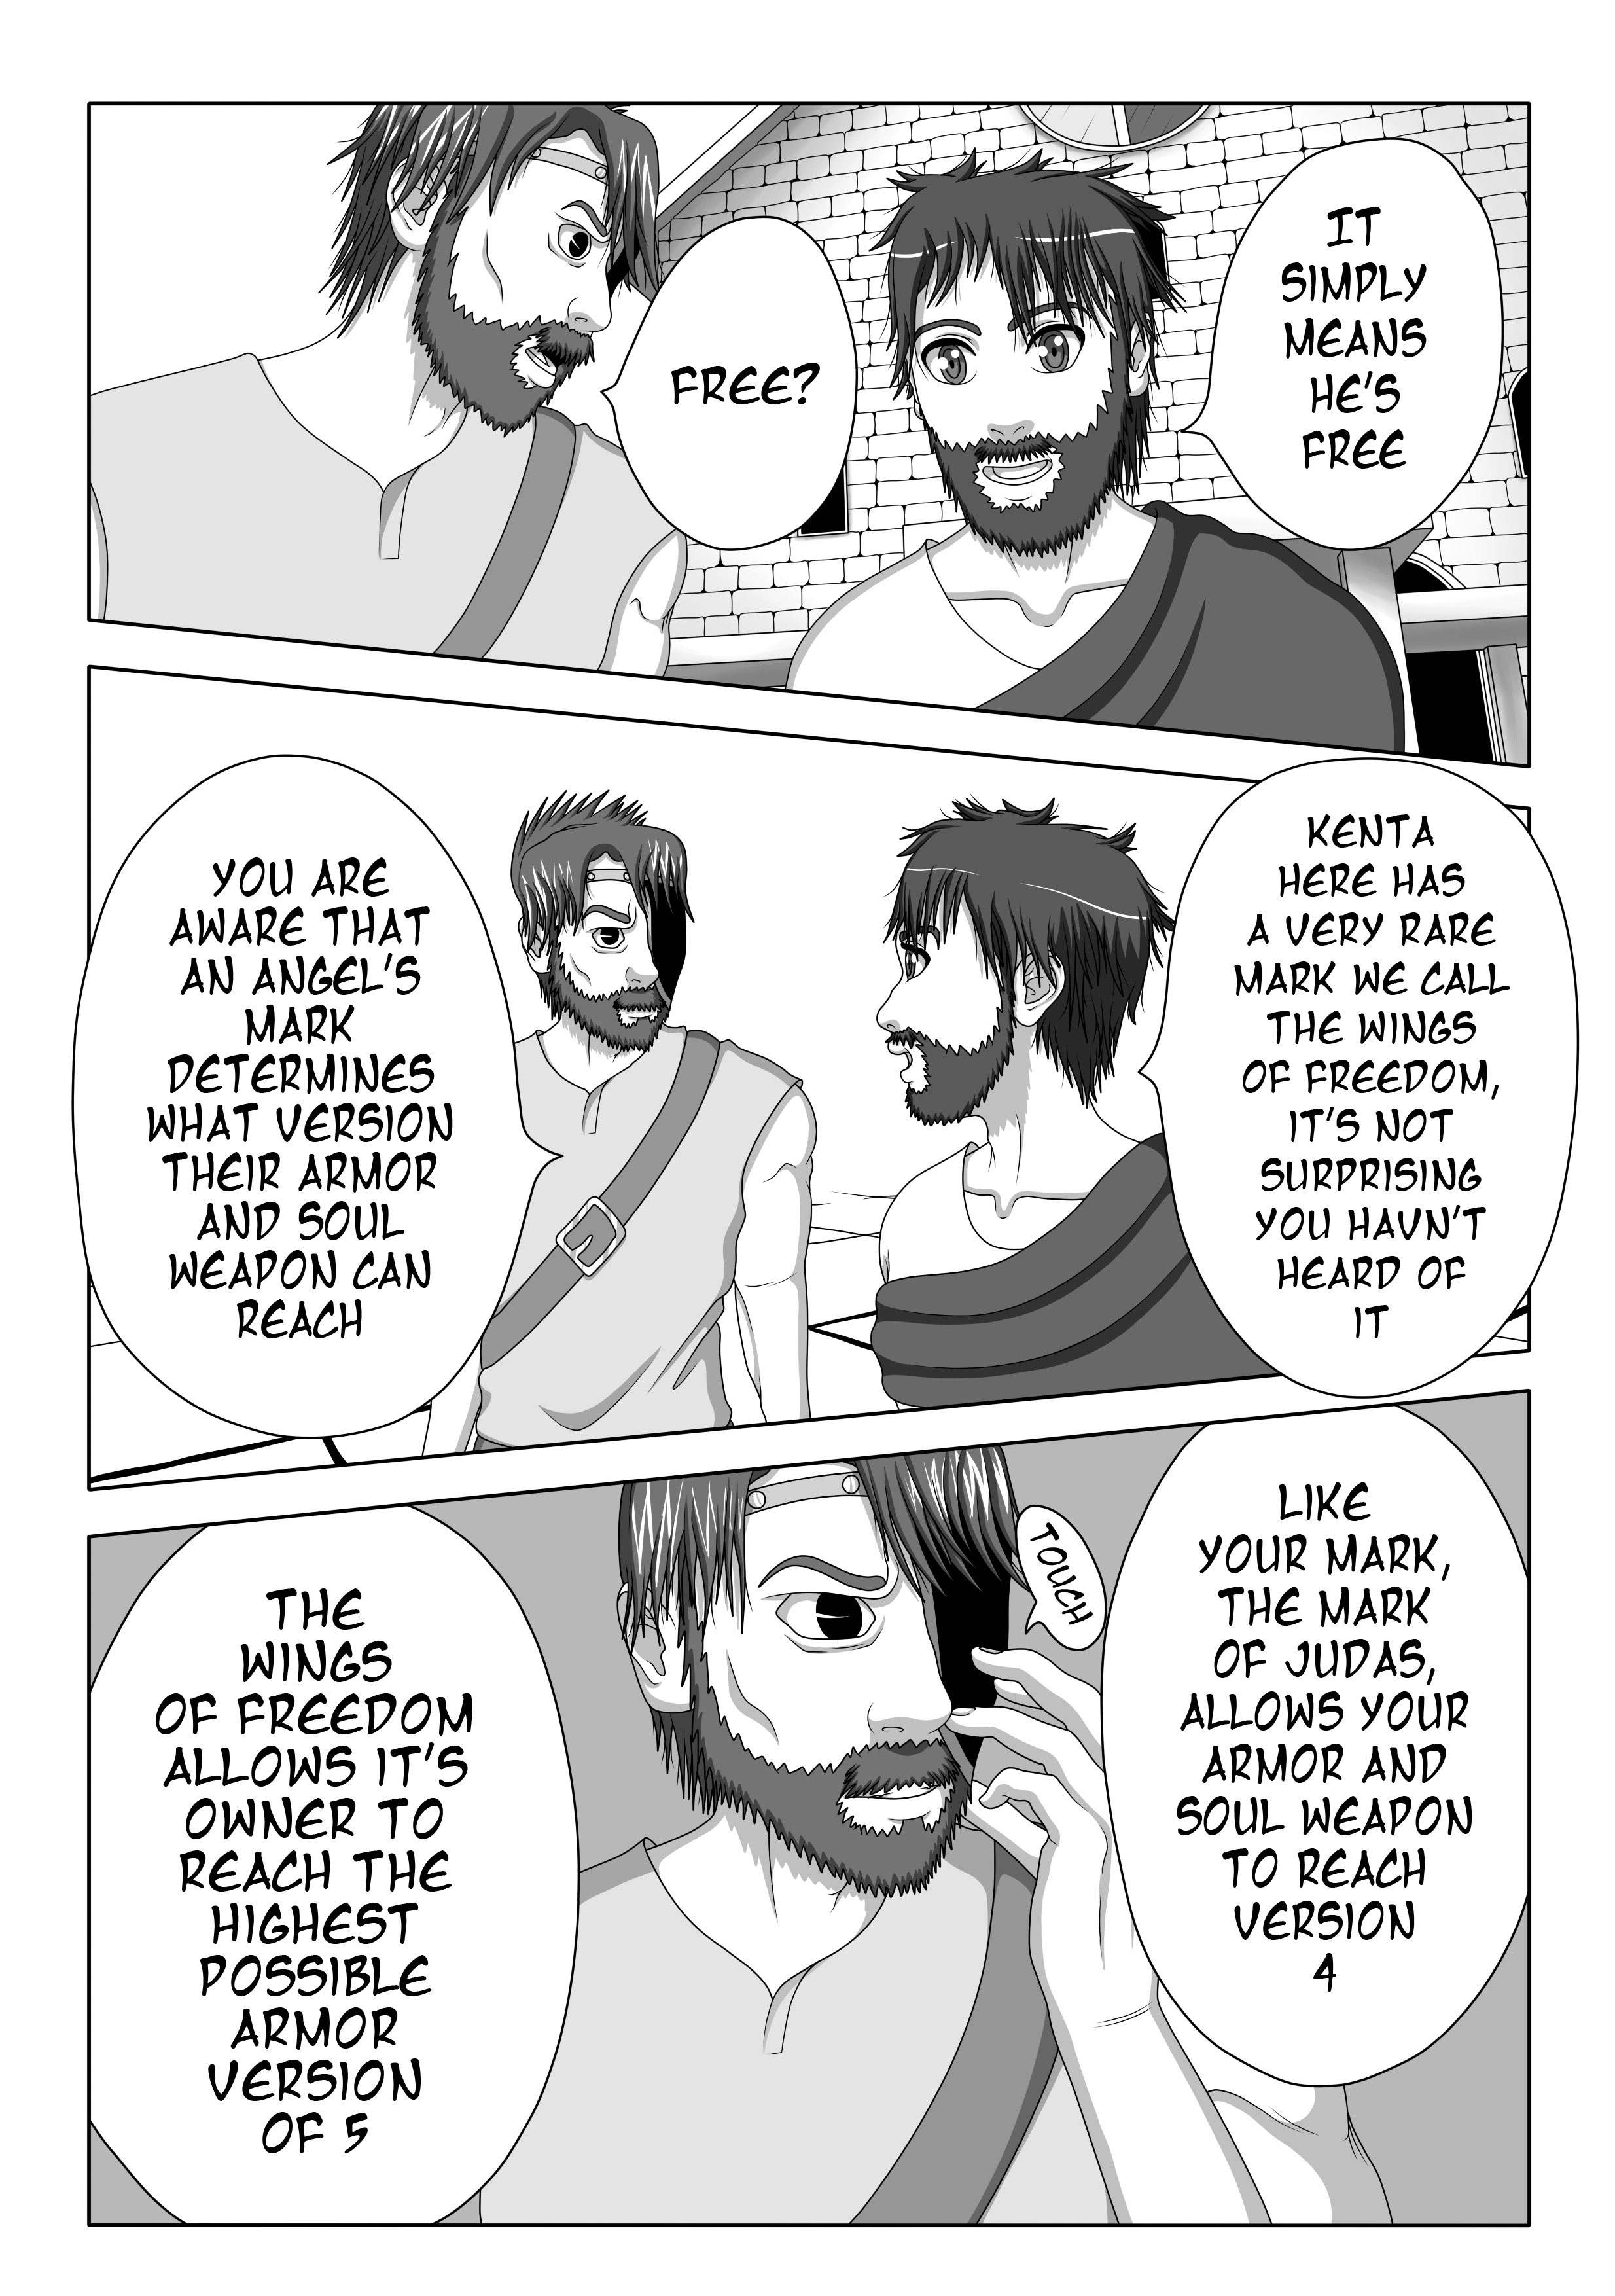 IT
SIMPLY
MEANS
HE'S
FREE
FREE?
KENTA
HERE HAS
A VERY RARE
MARK WE CALL
THE WINGS
OF FREEDOM,
IT'S NOT
SURPRISING
YOU HAVN'T
HEARD OF
IT
YOU ARE
AWARE THAT
AN ANGEL'S
MARK
DETERMINES
WHAT VERSION
THEIR ARMOR
AND SOUL
WEAPON CAN
REACH
LIKE
YOUR MARK,
THE MARK
OF JUDAS,
ALLOWS YOUR
ARMOR AND
SOUL WEAPON
TO REACH
VERSION
4
TOUCH
THE
WINGS
OF FREEDOM
ALLOWS IT'S
OWNER TO
REACH THE
HIGHEST
POSSIBLE
ARMOR
VERSION
OF 5